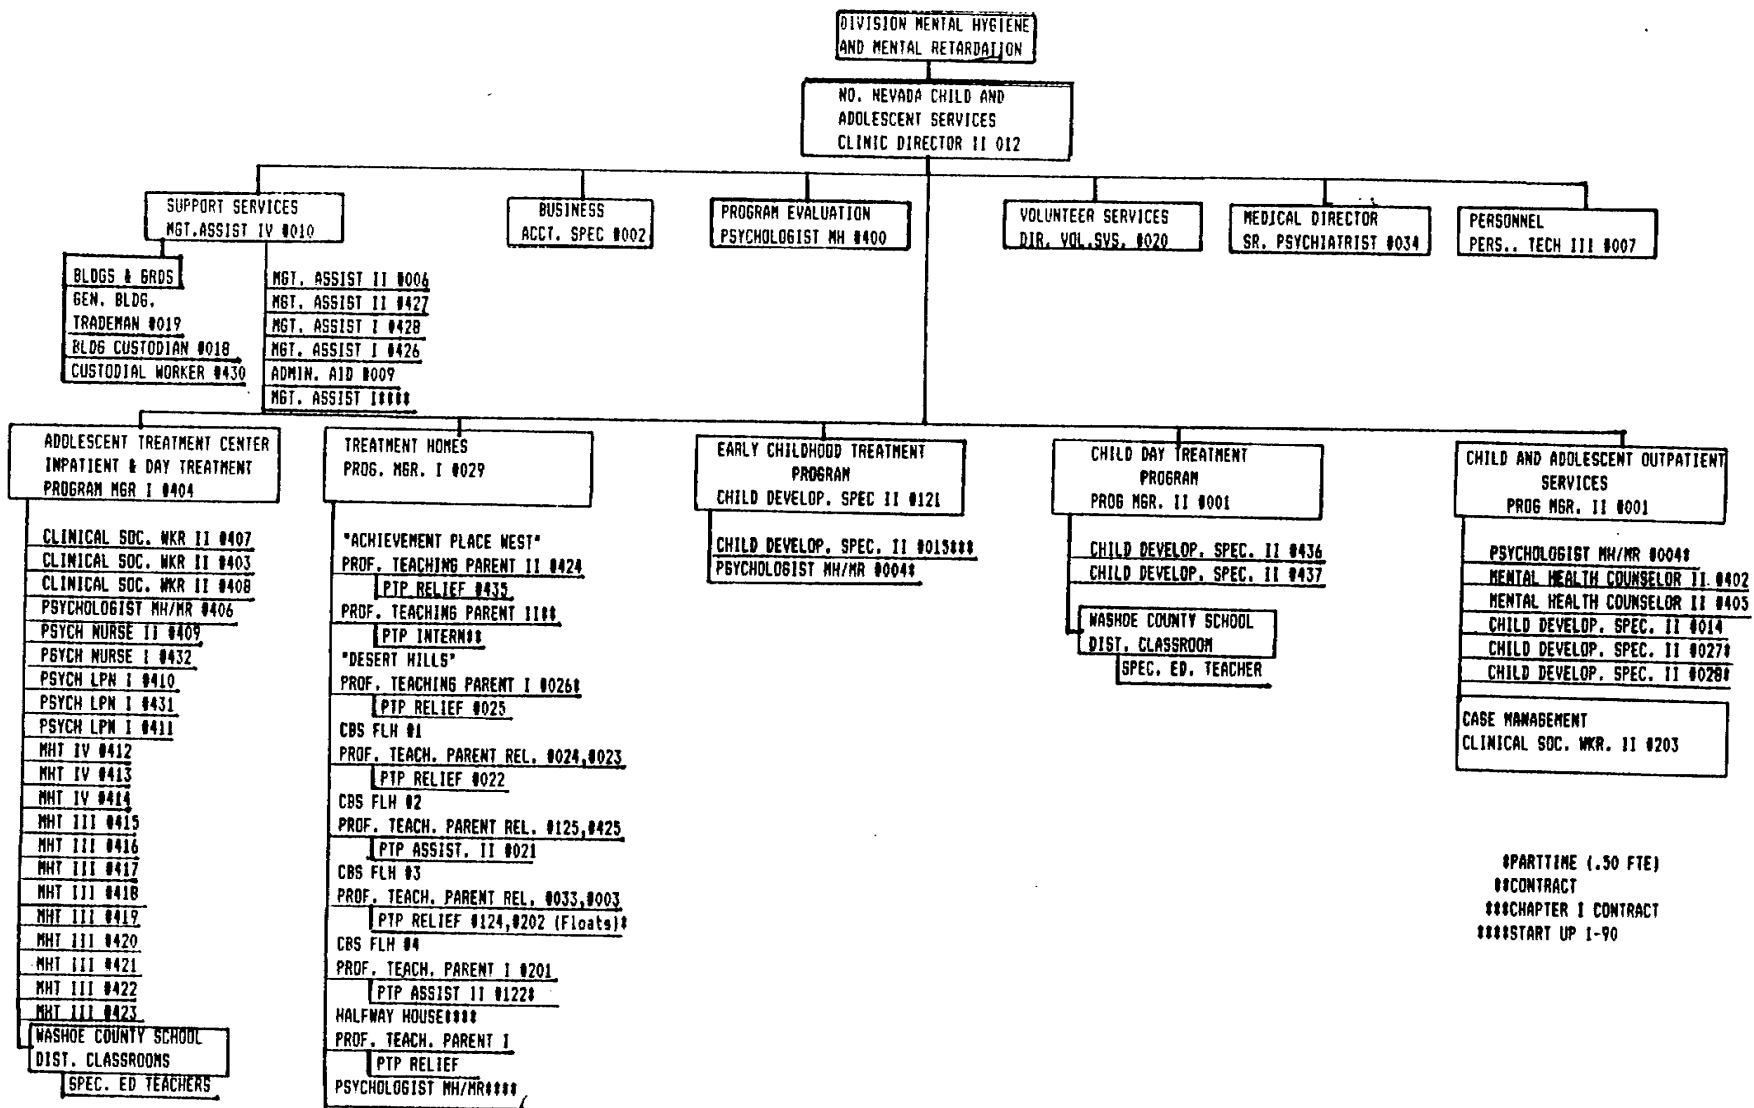 DIVISION MENTAL HYGIENE
AND MENTAL RETARDATION
NO. NEVADA CHILD AND
ADOLESCENT SERVICES
CLINIC DIRECTOR II 012
SUPPORT SERVICES
MGT.ASSIST IV #010
BUSINESS
ACCT. SPEC #002
PROGRAM EVALUATION
PSYCHOLOGIST MH #400
VOLUNTEER SERVICES
DIR. VOL.SVS. #020
MEDICAL DIRECTOR
SR. PSYCHIATRIST #034
PERSONNEL
PERS.. TECH III #007
BLDGS & GRDS
GEN. BLDG.
TRADEMAN #019
BLDG CUSTODIAN #018
CUSTODIAL WORKER #430
MGT. ASSIST II #006
MGT. ASSIST II #427
MGT. ASSIST I #428
MGT. ASSIST I #426
ADMIN. AID #009
MGT. ASSIST I****
ADOLESCENT TREATMENT CENTER
INPATIENT & DAY TREATMENT
PROGRAM MGR I #404
CLINICAL SOC. WKR II #407
CLINICAL SOC. WKR II #403
CLINICAL SOC. WKR II #408
PSYCHOLOGIST MH/MR #406
PSYCH NURSE II #409
PSYCH NURSE I #432
PSYCH LPN I #410
PSYCH LPN I #431
PSYCH LPN I #411
MHT IV #412
MHT IV #413
MHT IV #414
MHT III #415
MHT III #416
MHT III #417
MHT III #418
MHT III #419
MHT III #420
MHT III #421
MHT III #422
MHT III #423
WASHOE COUNTY SCHOOL
DIST. CLASSROOMS
SPEC. ED TEACHERS
TREATMENT HOMES
PROG. MGR. I #029
"ACHIEVEMENT PLACE WEST"
PROF. TEACHING PARENT II #424
PTP RELIEF #435
PROF. TEACHING PARENT II**
PTP INTERN**
"DESERT HILLS"
PROF. TEACHING PARENT I #026*
PTP RELIEF #025
CBS FLH #1
PROF. TEACH. PARENT REL. #024,#023
PTP RELIEF #022
CBS FLH #2
PROF. TEACH. PARENT REL. #125,#425
PTP ASSIST. II #021
CBS FLH #3
PROF. TEACH. PARENT REL. #033,#003
PTP RELIEF #124,#202 (Floats)*
CBS FLH #4
PROF. TEACH. PARENT I #201
PTP ASSIST II #122*
HALFWAY HOUSE****
PROF. TEACH. PARENT I
PTP RELIEF
PSYCHOLOGIST MH/MR****
EARLY CHILDHOOD TREATMENT
PROGRAM
CHILD DEVELOP. SPEC II #121
CHILD DEVELOP. SPEC. II #015***
PSYCHOLOGIST MH/MR #004*
CHILD DAY TREATMENT
PROGRAM
PROG MGR. II #001
CHILD DEVELOP. SPEC. II #436
CHILD DEVELOP. SPEC. II #437
WASHOE COUNTY SCHOOL
DIST. CLASSROOM
SPEC. ED. TEACHER
CHILD AND ADOLESCENT OUTPATIENT
SERVICES
PROG MGR. II #001
PSYCHOLOGIST MH/MR #004*
MENTAL HEALTH COUNSELOR II #402
MENTAL HEALTH COUNSELOR II #405
CHILD DEVELOP. SPEC. II #014
CHILD DEVELOP. SPEC. II #027*
CHILD DEVELOP. SPEC. II #028*
CASE MANAGEMENT
CLINICAL SOC. WKR. II #203
*PARTTIME (.50 FTE)
**CONTRACT
***CHAPTER I CONTRACT
****START UP 1-90